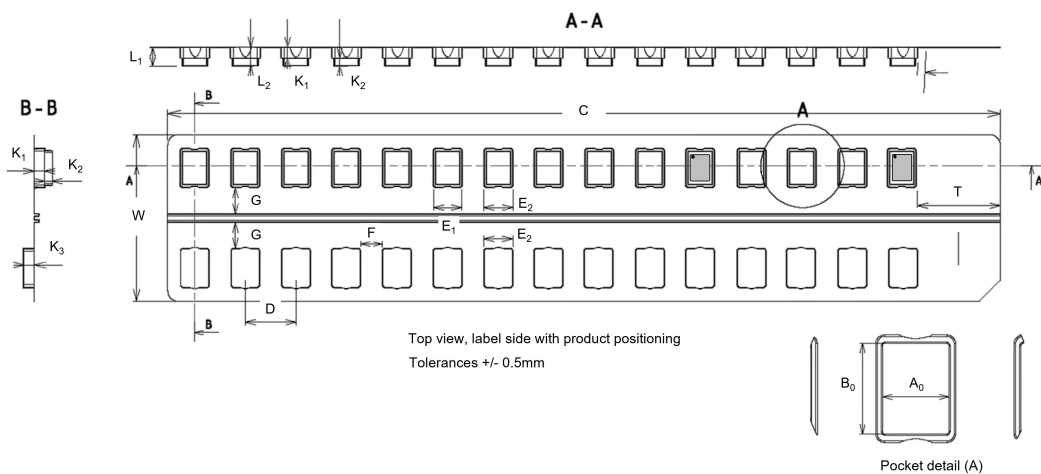 A-A
L1
L2
K1
K2
B-B
B
C
A
K1
K2
A
A
W
G
E1
E2
T
G
F
E2
K3
D
B
Top view, label side with product positioning
Tolerances +/- 0.5mm
B0
A0
Pocket detail (A)